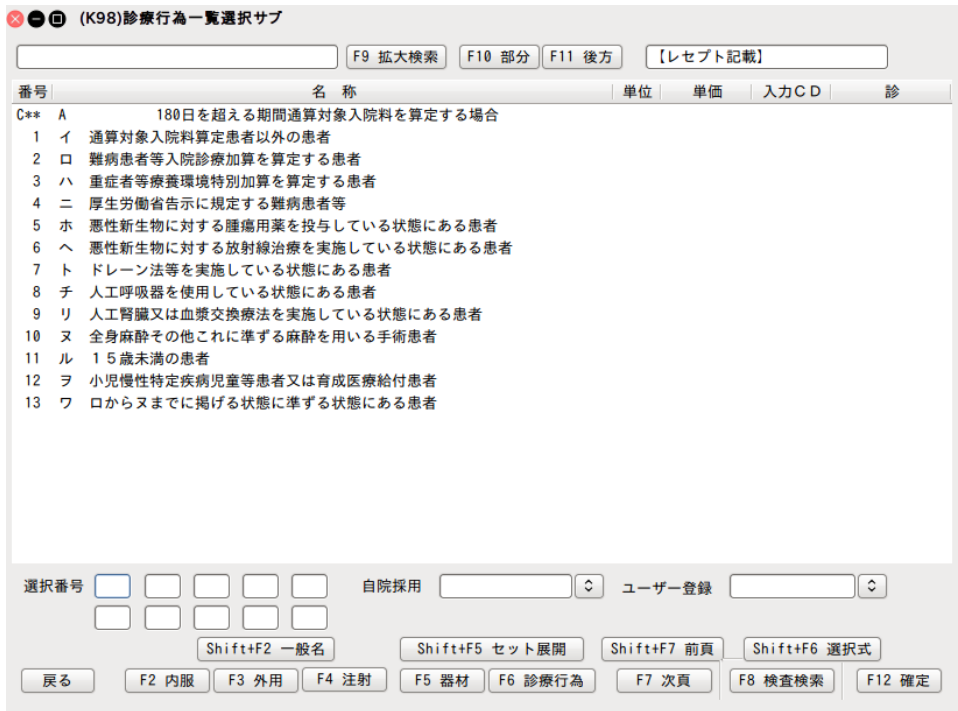 (K98)診療行為一覧選択サブ
F9 拡大検索 F10 部分 F11 後方 【レセプト記載】
番号 名 称 単位 単価 入力CD 診
C** A 180日を超える期間通算対象入院料を算定する場合
1 イ 通算対象入院料算定患者以外の患者
2 ロ 難病患者等入院診療加算を算定する患者
3 ハ 重症者等療養環境特別加算を算定する患者
4 ニ 厚生労働省告示に規定する難病患者等
5 ホ 悪性新生物に対する腫瘍用薬を投与している状態にある患者
6 ヘ 悪性新生物に対する放射線治療を実施している状態にある患者
7 ト ドレーン法等を実施している状態にある患者
8 チ 人工呼吸器を使用している状態にある患者
9 リ 人工腎臓又は血漿交換療法を実施している状態にある患者
10 ヌ 全身麻酔その他これに準ずる麻酔を用いる手術患者
11 ル 15歳未満の患者
12 ヲ 小児慢性特定疾病児童等患者又は育成医療給付患者
13 ワ ロからヌまでに掲げる状態に準ずる状態にある患者
選択番号 自院採用 ユーザー登録
Shift+F2 一般名 Shift+F5 セット展開 Shift+F7 前頁 Shift+F6 選択式
戻る F2 内服 F3 外用 F4 注射 F5 器材 F6 診療行為 F7 次頁 F8 検査検索 F12 確定